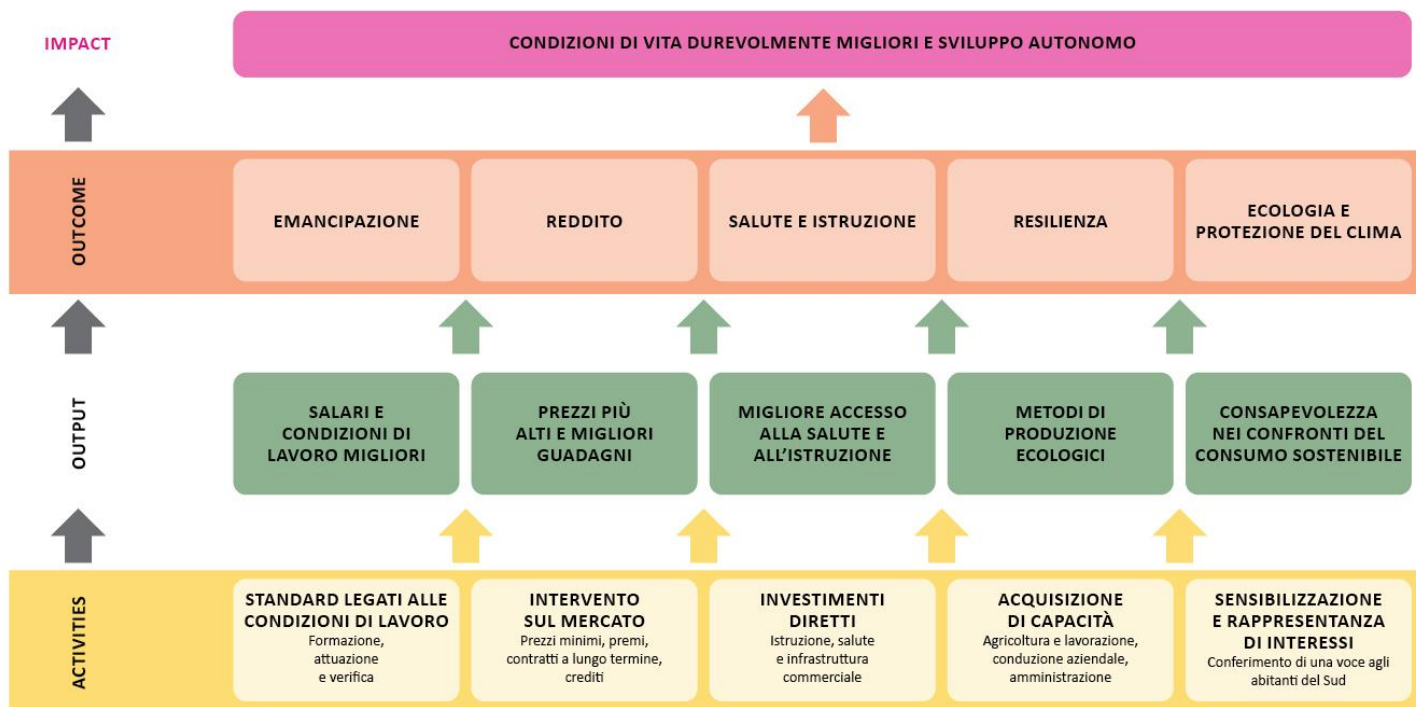 IMPACT
CONDIZIONI DI VITA DUREVOLMENTE MIGLIORI E SVILUPPO AUTONOMO
OUTCOME
EMANCIPAZIONE
REDDITO
SALUTE E ISTRUZIONE
RESILIENZA
ECOLOGIA E
PROTEZIONE DEL CLIMA
OUTPUT
SALARI E
CONDIZIONI DI
LAVORO MIGLIORI
PREZZI PIÙ
ALTI E MIGLIORI
GUADAGNI
MIGLIORE ACCESSO
ALLA SALUTE E
ALL’ISTRUZIONE
METODI DI
PRODUZIONE
ECOLOGICI
CONSAPEVOLEZZA
NEI CONFRONTI DEL
CONSUMO SOSTENIBILE
ACTIVITIES
STANDARD LEGATI ALLE
CONDIZIONI DI LAVORO
Formazione,
attuazione
e verifica
INTERVENTO
SUL MERCATO
Prezzi minimi, premi,
contratti a lungo termine,
crediti
INVESTIMENTI
DIRETTI
Istruzione, salute
e infrastruttura
commerciale
ACQUISIZIONE
DI CAPACITÀ
Agricoltura e lavorazione,
conduzione aziendale,
amministrazione
SENSIBILIZZAZIONE
E RAPPRESENTANZA
DI INTERESSI
Conferimento di una voce agli
abitanti del Sud